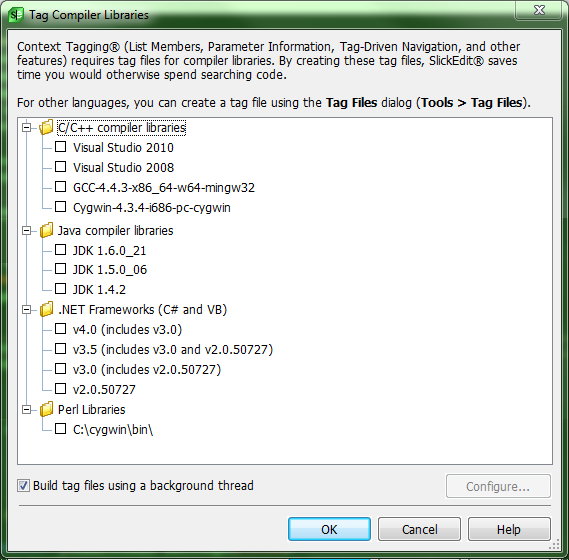 Tag Compiler Libraries
Context Tagging® (List Members, Parameter Information, Tag-Driven Navigation, and other
features) requires tag files for compiler libraries. By creating these tag files, SlickEdit® saves
time you would otherwise spend searching code.
For other languages, you can create a tag file using the Tag Files dialog (Tools > Tag Files).
C/C++ compiler libraries
Visual Studio 2010
Visual Studio 2008
GCC-4.4.3-x86_64-w64-mingw32
Cygwin-4.3.4-i686-pc-cygwin
Java compiler libraries
JDK 1.6.0_21
JDK 1.5.0_06
JDK 1.4.2
.NET Frameworks (C# and VB)
v4.0 (includes v3.0)
v3.5 (includes v3.0 and v2.0.50727)
v3.0 (includes v2.0.50727)
v2.0.50727
Perl Libraries
C:\cygwin\bin\
Build tag files using a background thread
Configure...
OK Cancel Help